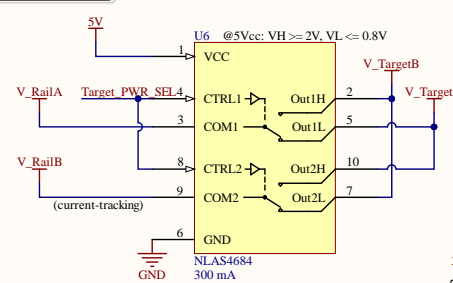 5V
U6 @5Vcc: VH >= 2V, VL <= 0.8V
1 VCC
V_TargetB
V_RailA Target_PWR_SEL 4 CTRL1 Out1H 2 V_Target
3 COM1 Out1L 5
V_RailB 8 CTRL2 Out2H 10
9 COM2 Out2L 7
(current-tracking)
6 GND
GND
NLAS4684
300 mA